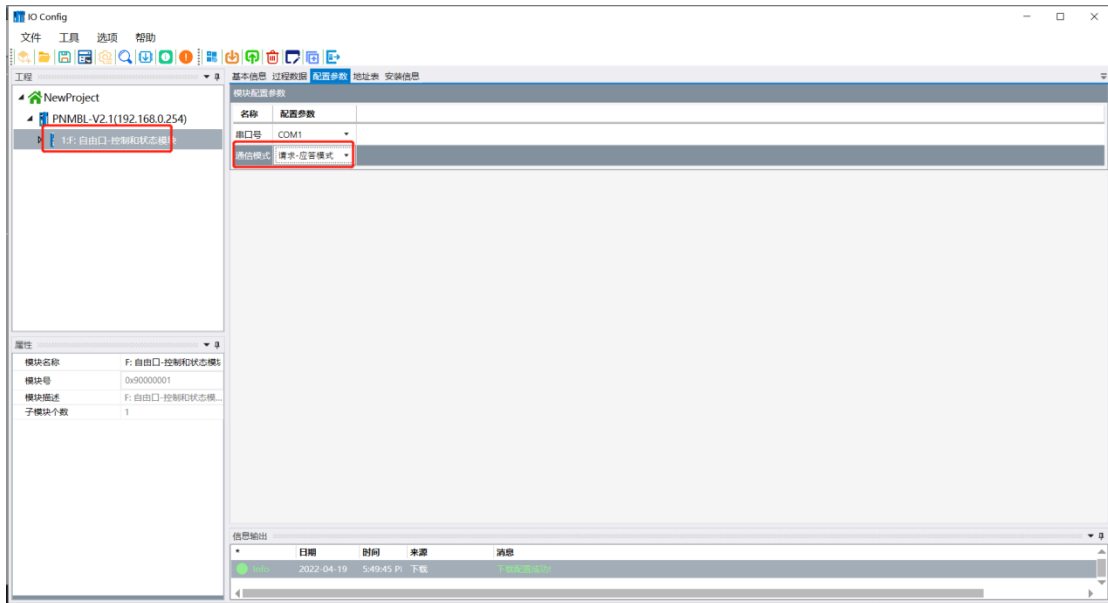 IO Config
文件 工具 选项 帮助
工程
NewProject
PNMBL-V2.1(192.168.0.254)
1:F: 自由口-控制和状态模块
基本信息 过程数据 配置参数 地址表 安装信息
模块配置参数
名称 配置参数
串口号 COM1
通信模式 请求-应答模式
属性
模块名称 F: 自由口-控制和状态模块
模块号 0x90000001
模块描述 F: 自由口-控制和状态模...
子模块个数 1
信息输出
* 日期 时间 来源 消息
Info 2022-04-19 5:49:45 P 下载 下载配置成功!